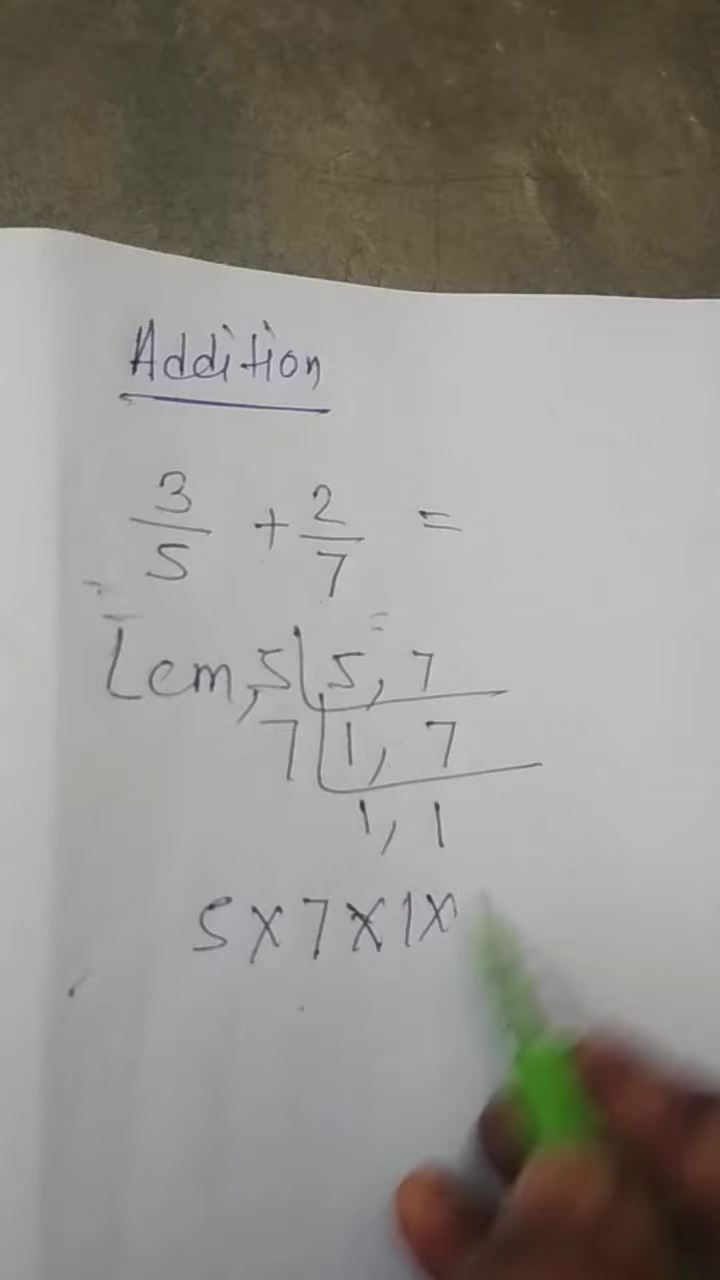 Addition
3/5 + 2/7 =
Lcm, 5 | 5, 7
7 | 1, 7
1, 1
5 X 7 X 1 X